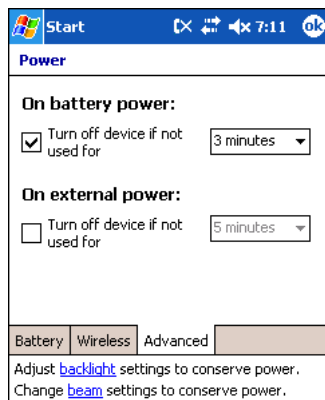 Start 7:11 ok
Power
On battery power:
Turn off device if not 3 minutes
used for
On external power:
Turn off device if not 5 minutes
used for
Battery Wireless Advanced
Adjust backlight settings to conserve power.
Change beam settings to conserve power.